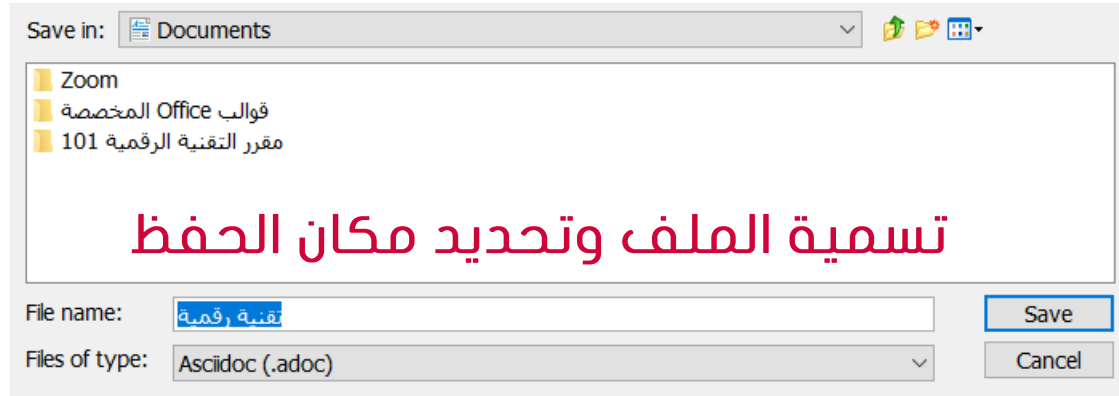 Save in: Documents
Zoom
قوالب Office المخصصة
مقرر التقنية الرقمية 101
تسمية الملف وتحديد مكان الحفظ
File name: تقنية رقمية Save
Files of type: Asciidoc (.adoc) Cancel